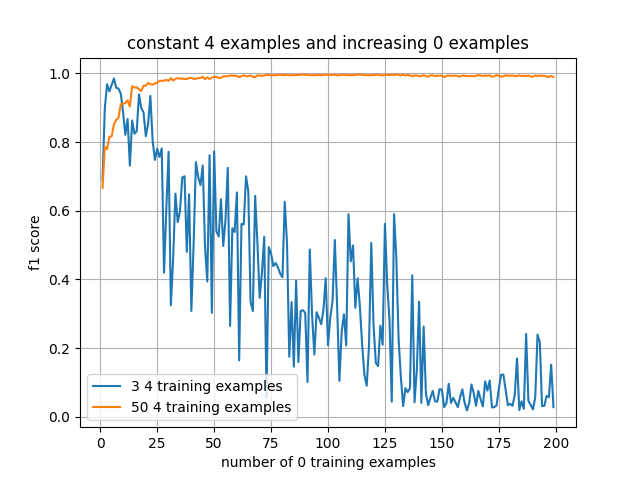 constant 4 examples and increasing 0 examples
1.0
0.8
0.6
0.4
0.2
0.0
f1 score
3 4 training examples
50 4 training examples
0 25 50 75 100 125 150 175 200
number of 0 training examples